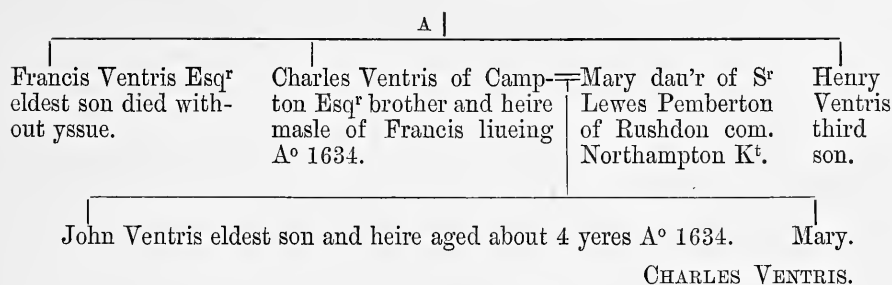 A
Francis Ventris Esqʳ
eldest son died with-
out yssue.
Charles Ventris of Camp-
ton Esqʳ brother and heire
masle of Francis liueing
Aᵒ 1634.
Mary dau'r of Sʳ
Lewes Pemberton
of Rushdon com.
Northampton Kᵗ.
Henry
Ventris
third
son.
John Ventris eldest son and heire aged about 4 yeres Aᵒ 1634.
Mary.
CHARLES VENTRIS.